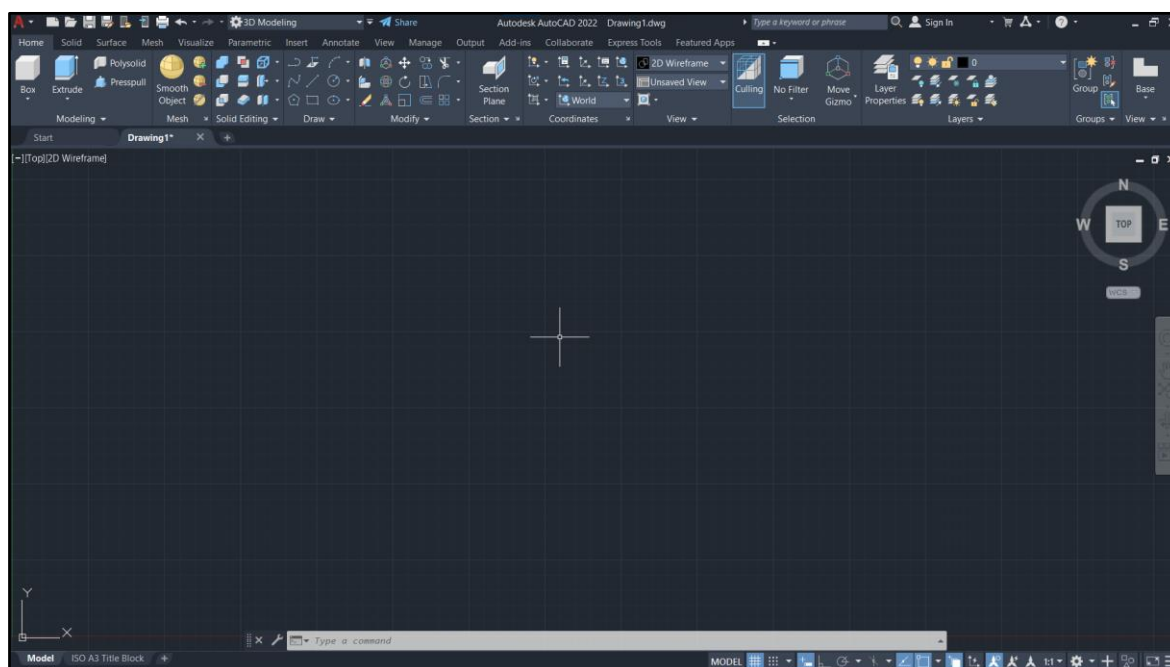 3D Modeling Share Autodesk AutoCAD 2022 Drawing1.dwg Type a keyword or phrase Sign In
Home Solid Surface Mesh Visualize Parametric Insert Annotate View Manage Output Add-ins Collaborate Express Tools Featured Apps
Polysolid 2D Wireframe 0
Presspull Unsaved View
Box Extrude Smooth Object Section Plane World Culling No Filter Move Gizmo Layer Properties Group Base
Modeling Mesh Solid Editing Draw Modify Section Coordinates View Selection Layers Groups View
Start Drawing1*
[−][Top][2D Wireframe]
N
W TOP E
S
WCS
Y
X
Type a command
Model ISO A3 Title Block MODEL 1:1